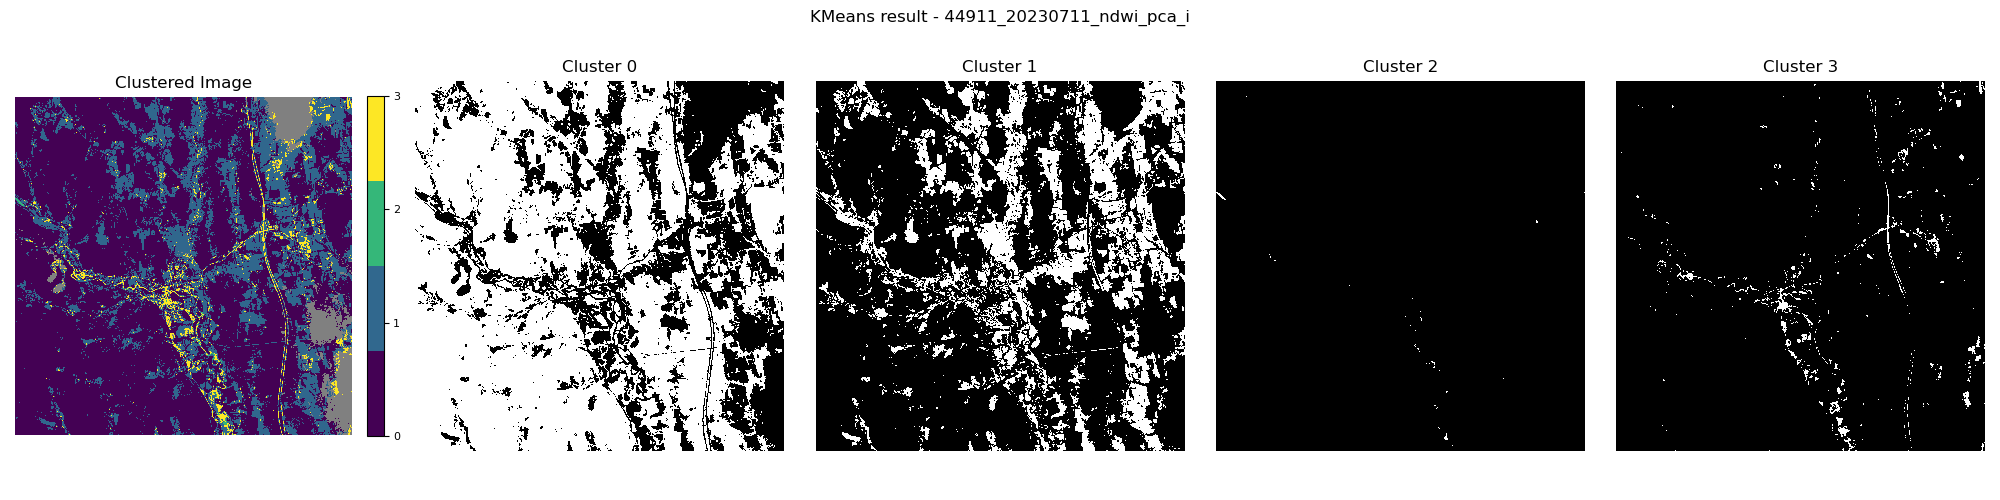 KMeans result - 44911_20230711_ndwi_pca_i
Clustered Image
Cluster 0
Cluster 1
Cluster 2
Cluster 3
3
2
1
0